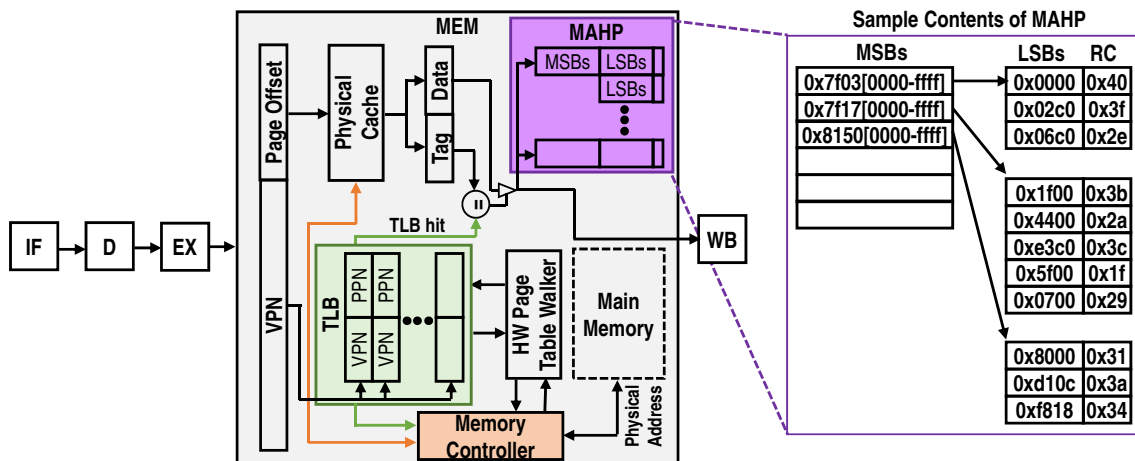 MEM
MAHP
MSBs
LSBs
LSBs
Page Offset
VPN
Physical
Cache
Data
Tag
=
TLB hit
IF
D
EX
WB
TLB
PPN
PPN
VPN
VPN
HW Page
Table Walker
Main
Memory
Physical
Address
Memory
Controller
Sample Contents of MAHP
MSBs
LSBs RC
0x7f03[0000-ffff]
0x7f17[0000-ffff]
0x8150[0000-ffff]
0x0000 0x40
0x02c0 0x3f
0x06c0 0x2e
0x1f00 0x3b
0x4400 0x2a
0xe3c0 0x3c
0x5f00 0x1f
0x0700 0x29
0x8000 0x31
0xd10c 0x3a
0xf818 0x34